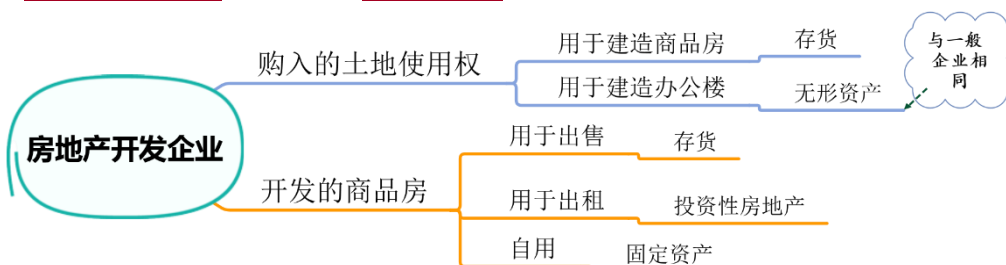 房地产开发企业
购入的土地使用权
用于建造商品房
存货
用于建造办公楼
无形资产
与一般
企业相
同
开发的商品房
用于出售
存货
用于出租
投资性房地产
自用
固定资产